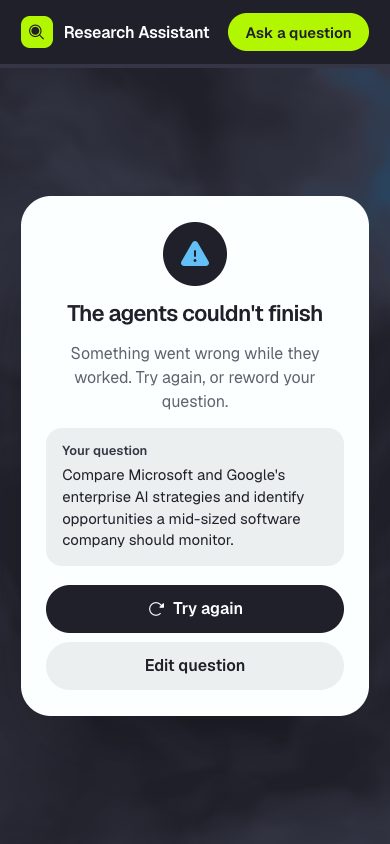 Research Assistant
Ask a question
The agents couldn't finish
Something went wrong while they
worked. Try again, or reword your
question.
Your question
Compare Microsoft and Google's
enterprise AI strategies and identify
opportunities a mid-sized software
company should monitor.
Try again
Edit question